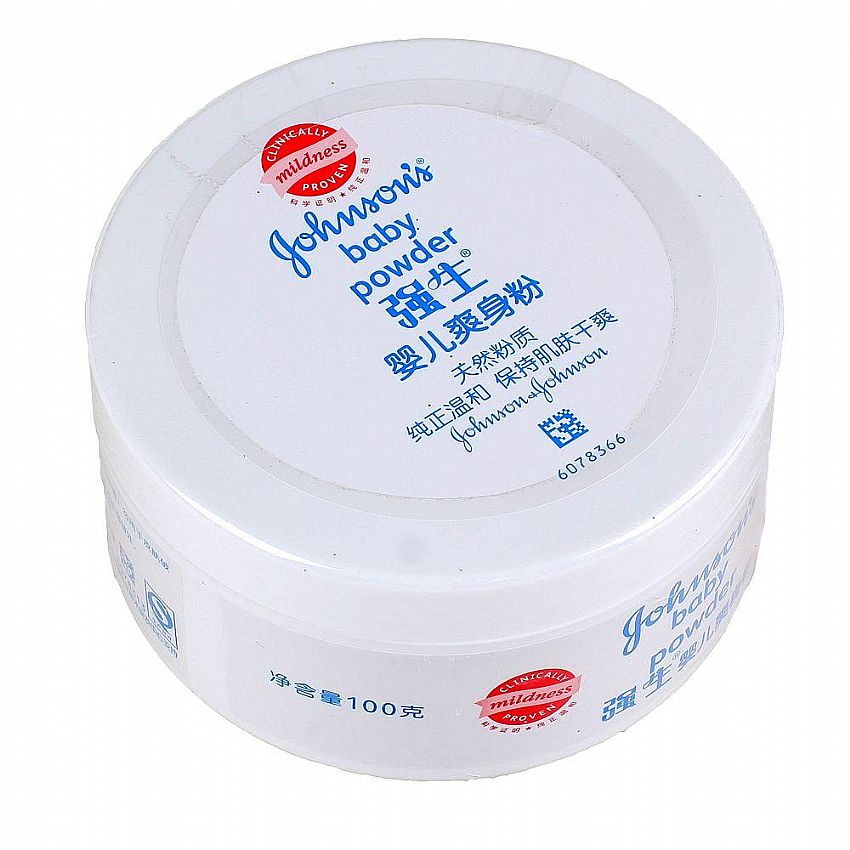 CLINICALLY
mildness
PROVEN
科学证明★纯正温和
Johnson's®
baby
powder
强生®
婴儿爽身粉
天然粉质
纯正温和 保持肌肤干爽
Johnson & Johnson
6078366
净含量100克
CLINICALLY
mildness
PROVEN
科学证明★纯正温和
Johnson's
baby
powder
强生®婴儿爽